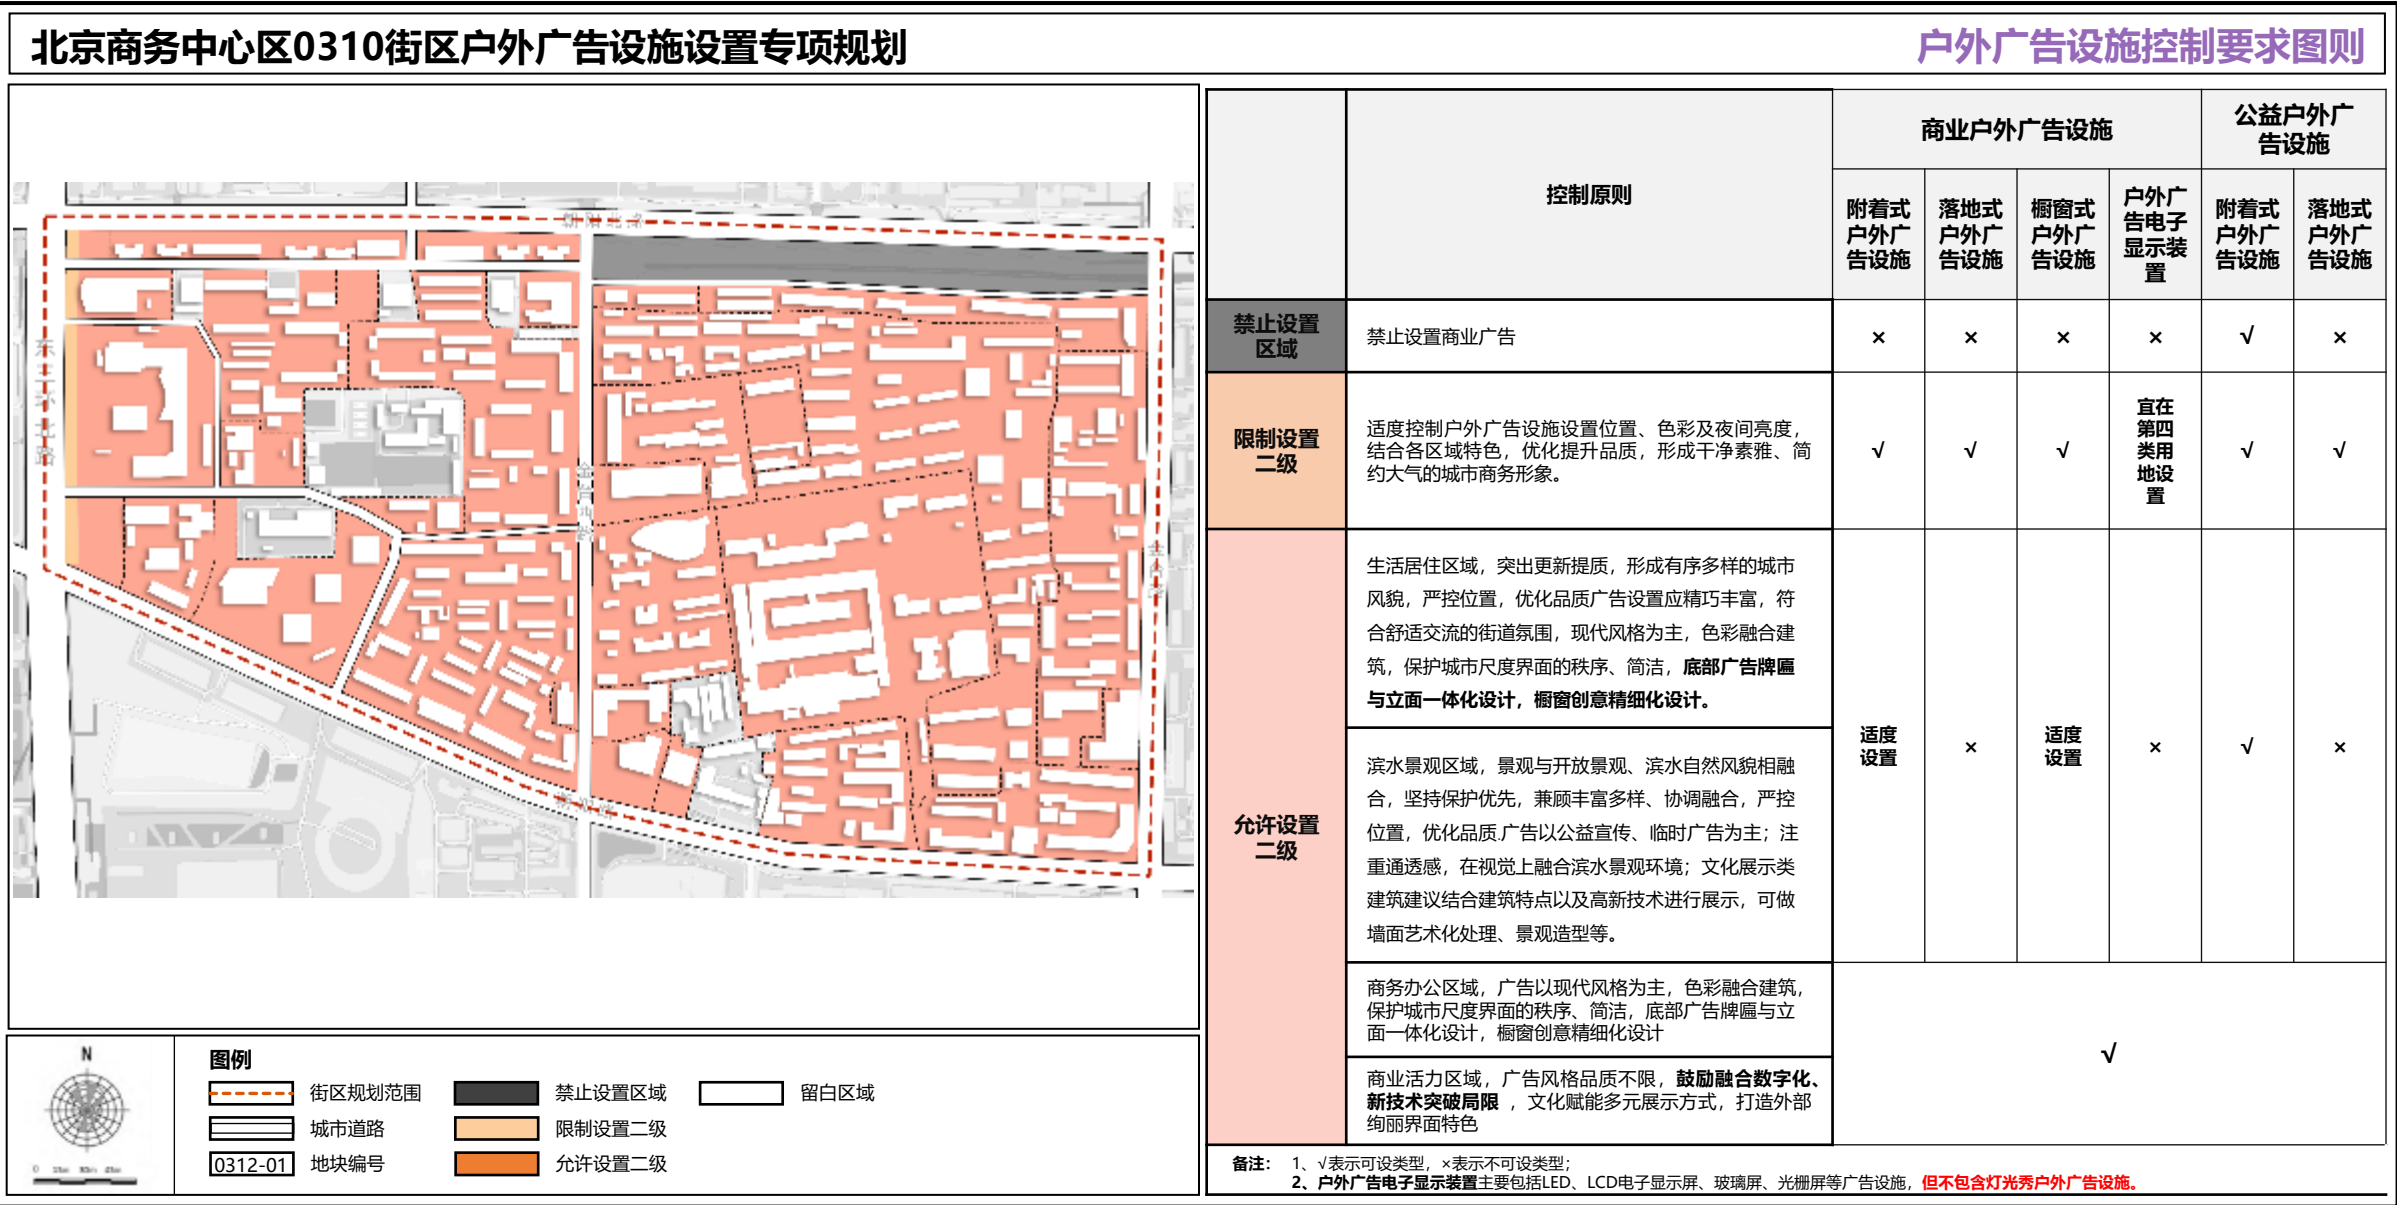 北京商务中心区0310街区户外广告设施设置专项规划
户外广告设施控制要求图则
朝阳北路
东三环北路
金台路
图例
街区规划范围
城市道路
0312-01
地块编号
禁止设置区域
限制设置二级
允许设置二级
留白区域
N
控制原则
商业户外广告设施
公益户外广
告设施
附着式
户外广
告设施
落地式
户外广
告设施
橱窗式
户外广
告设施
户外广
告电子
显示装
置
附着式
户外广
告设施
落地式
户外广
告设施
禁止设置
区域
禁止设置商业广告
× × × × √ ×
限制设置
二级
适度控制户外广告设施设置位置、色彩及夜间亮度，
结合各区域特色，优化提升品质，形成干净素雅、简
约大气的城市商务形象。
√ √ √
宜在
第四
类用
地设
置
√ √
允许设置
二级
生活居住区域，突出更新提质，形成有序多样的城市
风貌，严控位置，优化品质广告设置应精巧丰富，符
合舒适交流的街道氛围，现代风格为主，色彩融合建
筑，保护城市尺度界面的秩序、简洁，底部广告牌匾
与立面一体化设计，橱窗创意精细化设计。
滨水景观区域，景观与开放景观、滨水自然风貌相融
合，坚持保护优先，兼顾丰富多样、协调融合，严控
位置，优化品质.广告以公益宣传、临时广告为主；注
重通透感，在视觉上融合滨水景观环境；文化展示类
建筑建议结合建筑特点以及高新技术进行展示，可做
墙面艺术化处理、景观造型等。
适度
设置
×
适度
设置
× √ ×
商务办公区域，广告以现代风格为主，色彩融合建筑，
保护城市尺度界面的秩序、简洁，底部广告牌匾与立
面一体化设计，橱窗创意精细化设计
商业活力区域，广告风格品质不限，鼓励融合数字化、
新技术突破局限，文化赋能多元展示方式，打造外部
绚丽界面特色
√
备注： 1、√表示可设类型，×表示不可设类型；
2、户外广告电子显示装置主要包括LED、LCD电子显示屏、玻璃屏、光栅屏等广告设施，但不包含灯光秀户外广告设施。